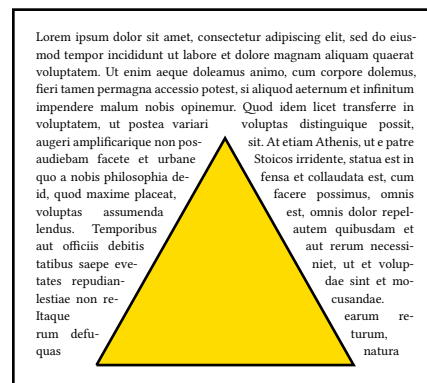 Lorem ipsum dolor sit amet, consectetur adipiscing elit, sed do eius-
mod tempor incididunt ut labore et dolore magnam aliquam quaerat
voluptatem. Ut enim aeque doleamus animo, cum corpore dolemus,
fieri tamen permagna accessio potest, si aliquod aeternum et infinitum
impendere malum nobis opinemur. Quod idem licet transferre in
voluptatem, ut postea variari voluptas distinguique possit,
augeri amplificarique non pos- sit. At etiam Athenis, ut e patre
audiebam facete et urbane Stoicos irridente, statua est in
quo a nobis philosophia de- fensa et collaudata est, cum
id, quod maxime placeat, facere possimus, omnis
voluptas assumenda est, omnis dolor repel-
lendus. Temporibus autem quibusdam et
aut officiis debitis aut rerum necessi-
tatibus saepe eve- niet, ut et volup-
tates repudian- dae sint et mo-
lestiae non re- cusandae.
Itaque earum re-
rum defu- turum,
quas natura